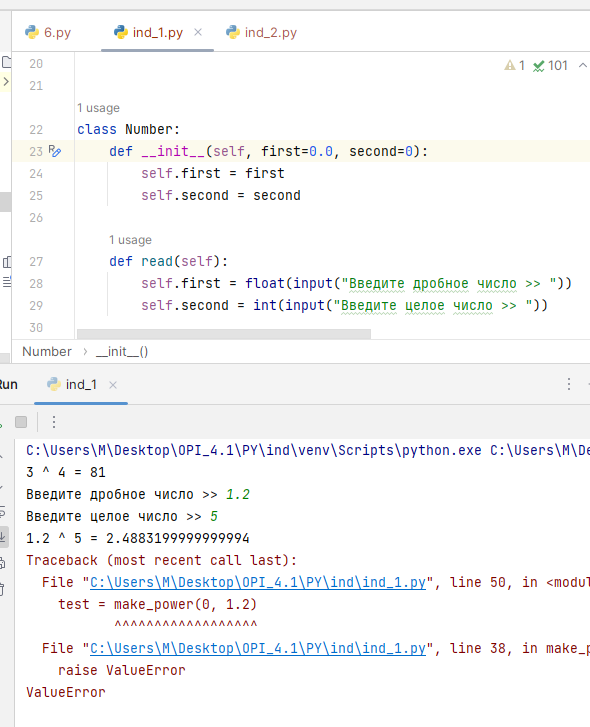 6.py ind_1.py × ind_2.py
20 1 101
21
1 usage
22 class Number:
23 def __init__(self, first=0.0, second=0):
24 self.first = first
25 self.second = second
26
1 usage
27 def read(self):
28 self.first = float(input("Введите дробное число >> "))
29 self.second = int(input("Введите целое число >> "))
30
Number › __init__()
Run ind_1 ×
C:\Users\M\Desktop\OPI_4.1\PY\ind\venv\Scripts\python.exe C:\Users\M\De
3 ^ 4 = 81
Введите дробное число >> 1.2
Введите целое число >> 5
1.2 ^ 5 = 2.4883199999999994
Traceback (most recent call last):
File "C:\Users\M\Desktop\OPI_4.1\PY\ind\ind_1.py", line 50, in <modul
test = make_power(0, 1.2)
^^^^^^^^^^^^^^^^^^
File "C:\Users\M\Desktop\OPI_4.1\PY\ind\ind_1.py", line 38, in make_p
raise ValueError
ValueError